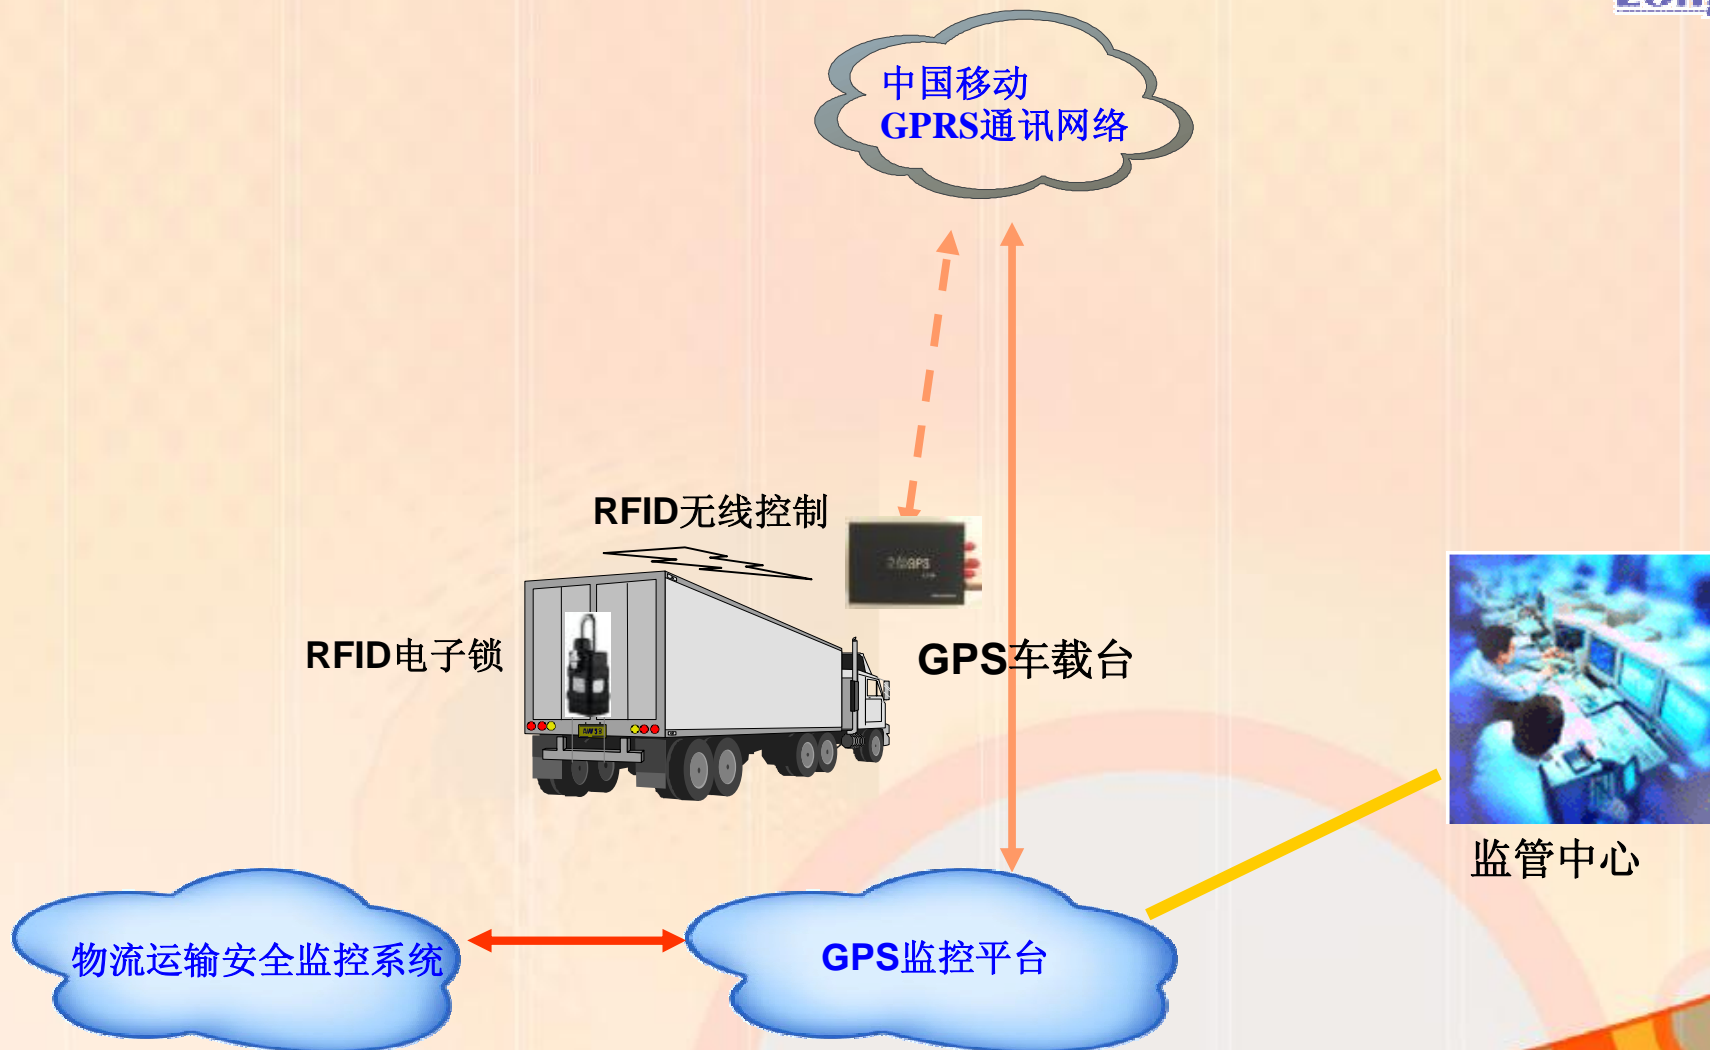 中国移动
GPRS通讯网络
RFID无线控制
RFID电子锁
GPS车载台
监管中心
物流运输安全监控系统
GPS监控平台